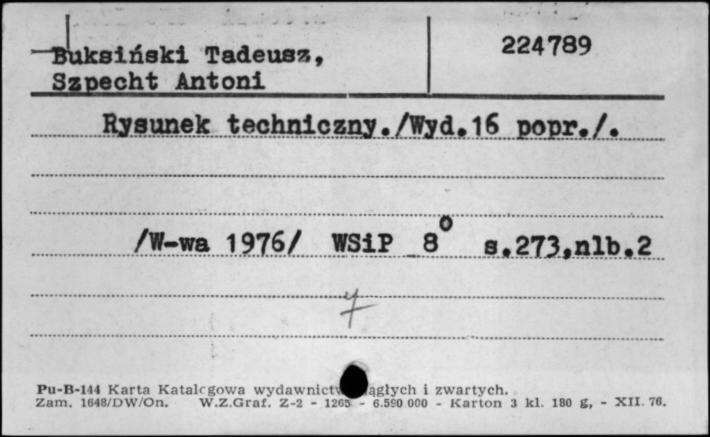 Buksiński Tadeusz, 224789
Szpecht Antoni
Rysunek techniczny./Wyd.16 popr./.
/W-wa 1976/ WSiP 8° s.273,nlb.2
Pu-B-144 Karta Katalogowa ciągłych i zwartych.
Zam. 1648/DW/On. W.Z.Graf. Z-2 - 1265 - 6.590 000 - Karton 3 kl. 180 g, - XII. 76.